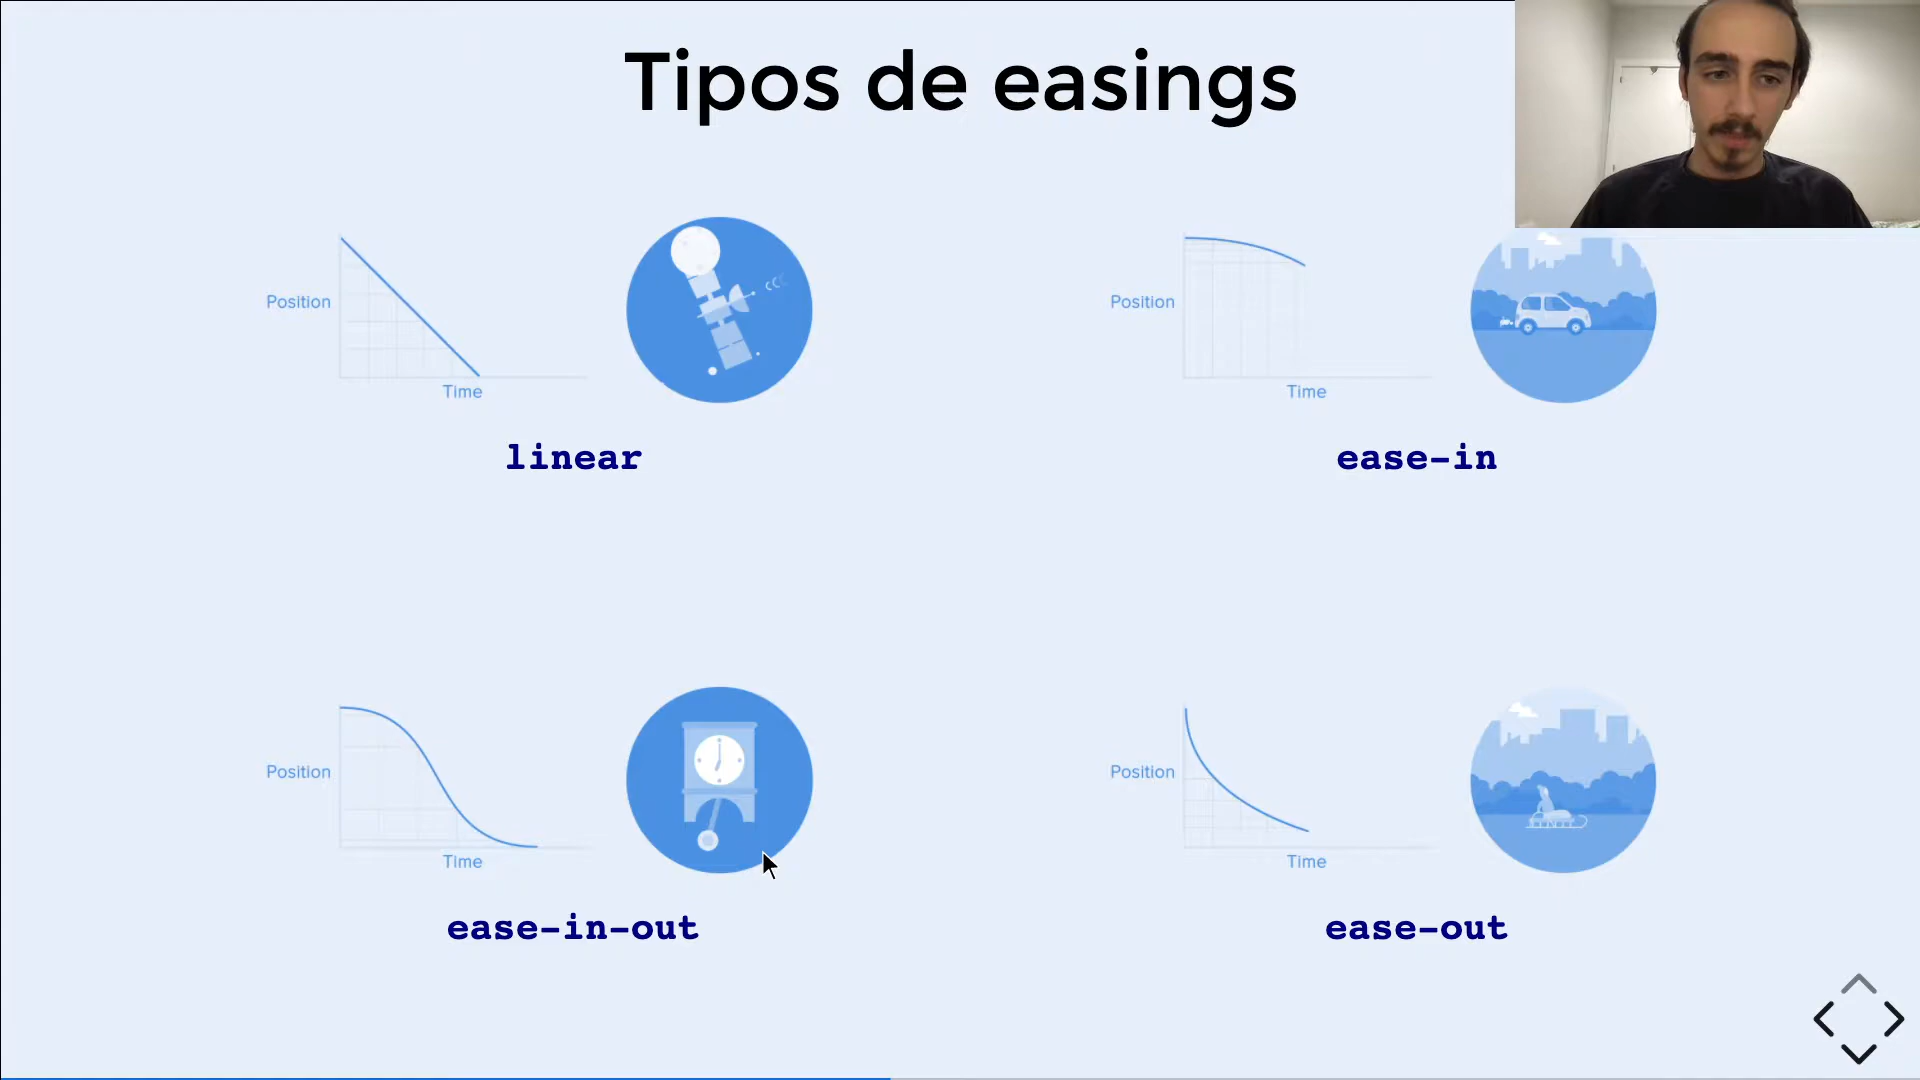 Tipos de easings
Position
Time
linear
Position
Time
ease-in
Position
Time
ease-in-out
Position
Time
ease-out